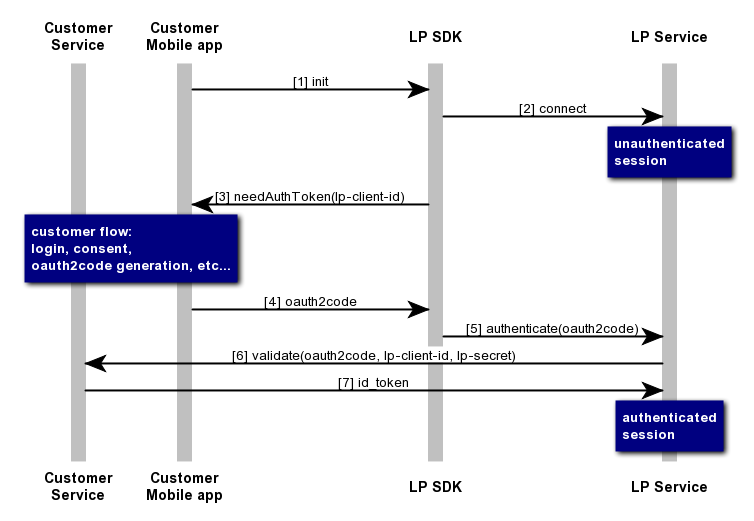 Customer
Service
Customer
Mobile app
LP SDK
LP Service
[1] init
[2] connect
unauthenticated
session
[3] needAuthToken(lp-client-id)
customer flow:
login, consent,
oauth2code generation, etc...
[4] oauth2code
[5] authenticate(oauth2code)
[6] validate(oauth2code, lp-client-id, lp-secret)
[7] id_token
authenticated
session
Customer
Service
Customer
Mobile app
LP SDK
LP Service